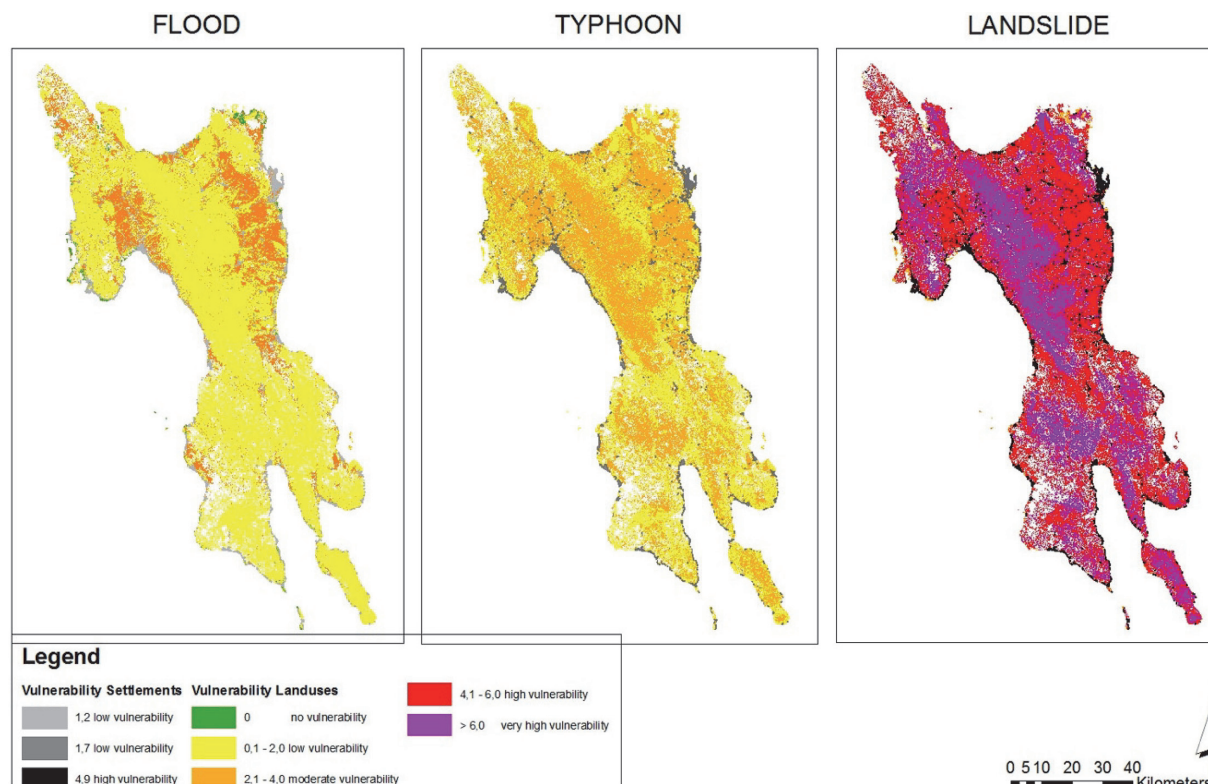 FLOOD
TYPHOON
LANDSLIDE
Legend
Vulnerability Settlements
1,2 low vulnerability
1,7 low vulnerability
4,9 high vulnerability
Vulnerability Landuses
0 no vulnerability
0,1 - 2,0 low vulnerability
2,1 - 4,0 moderate vulnerability
4,1 - 6,0 high vulnerability
> 6,0 very high vulnerability
0 5 10 20 30 40
Kilometers